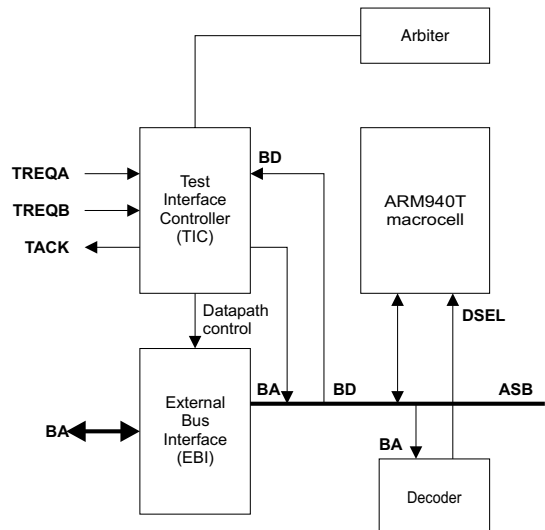 Arbiter
TREQA
TREQB
TACK
Test
Interface
Controller
(TIC)
BD
ARM940T
macrocell
Datapath
control
DSEL
BA
External
Bus
Interface
(EBI)
BA
BD
ASB
BA
Decoder